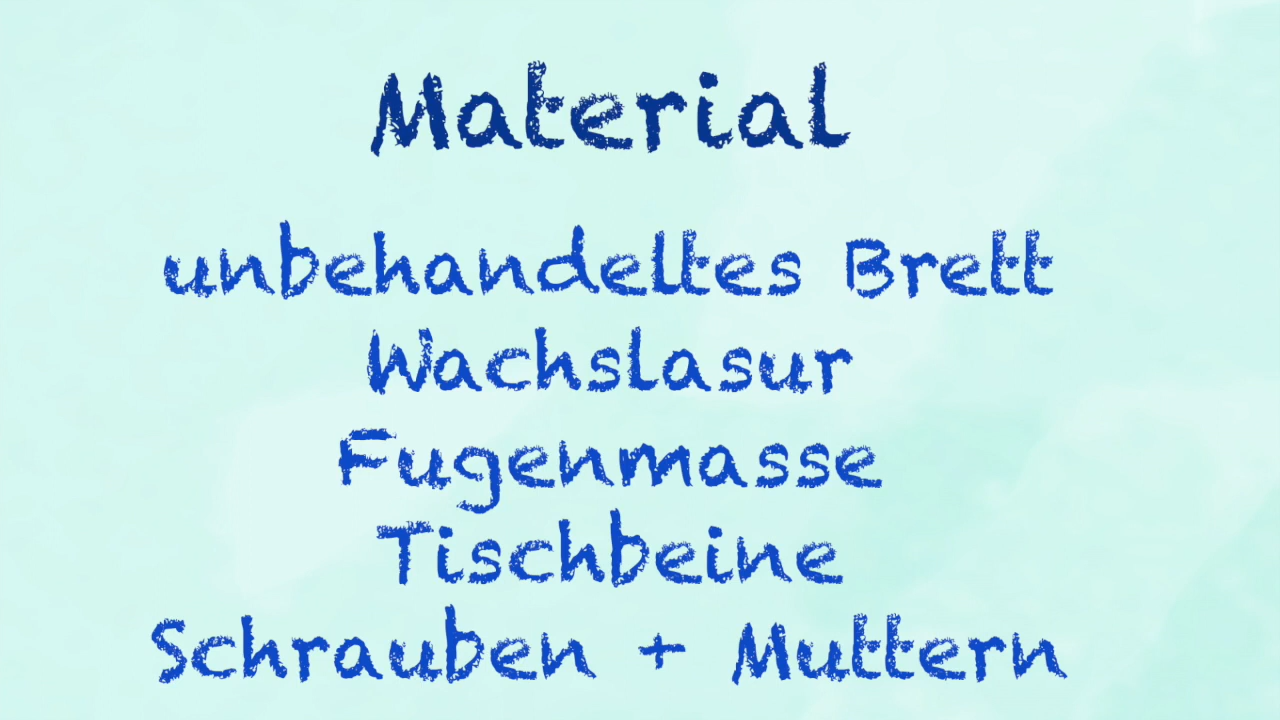 Material
unbehandeltes Brett
Wachslasur
Fugenmasse
Tischbeine
Schrauben + Muttern